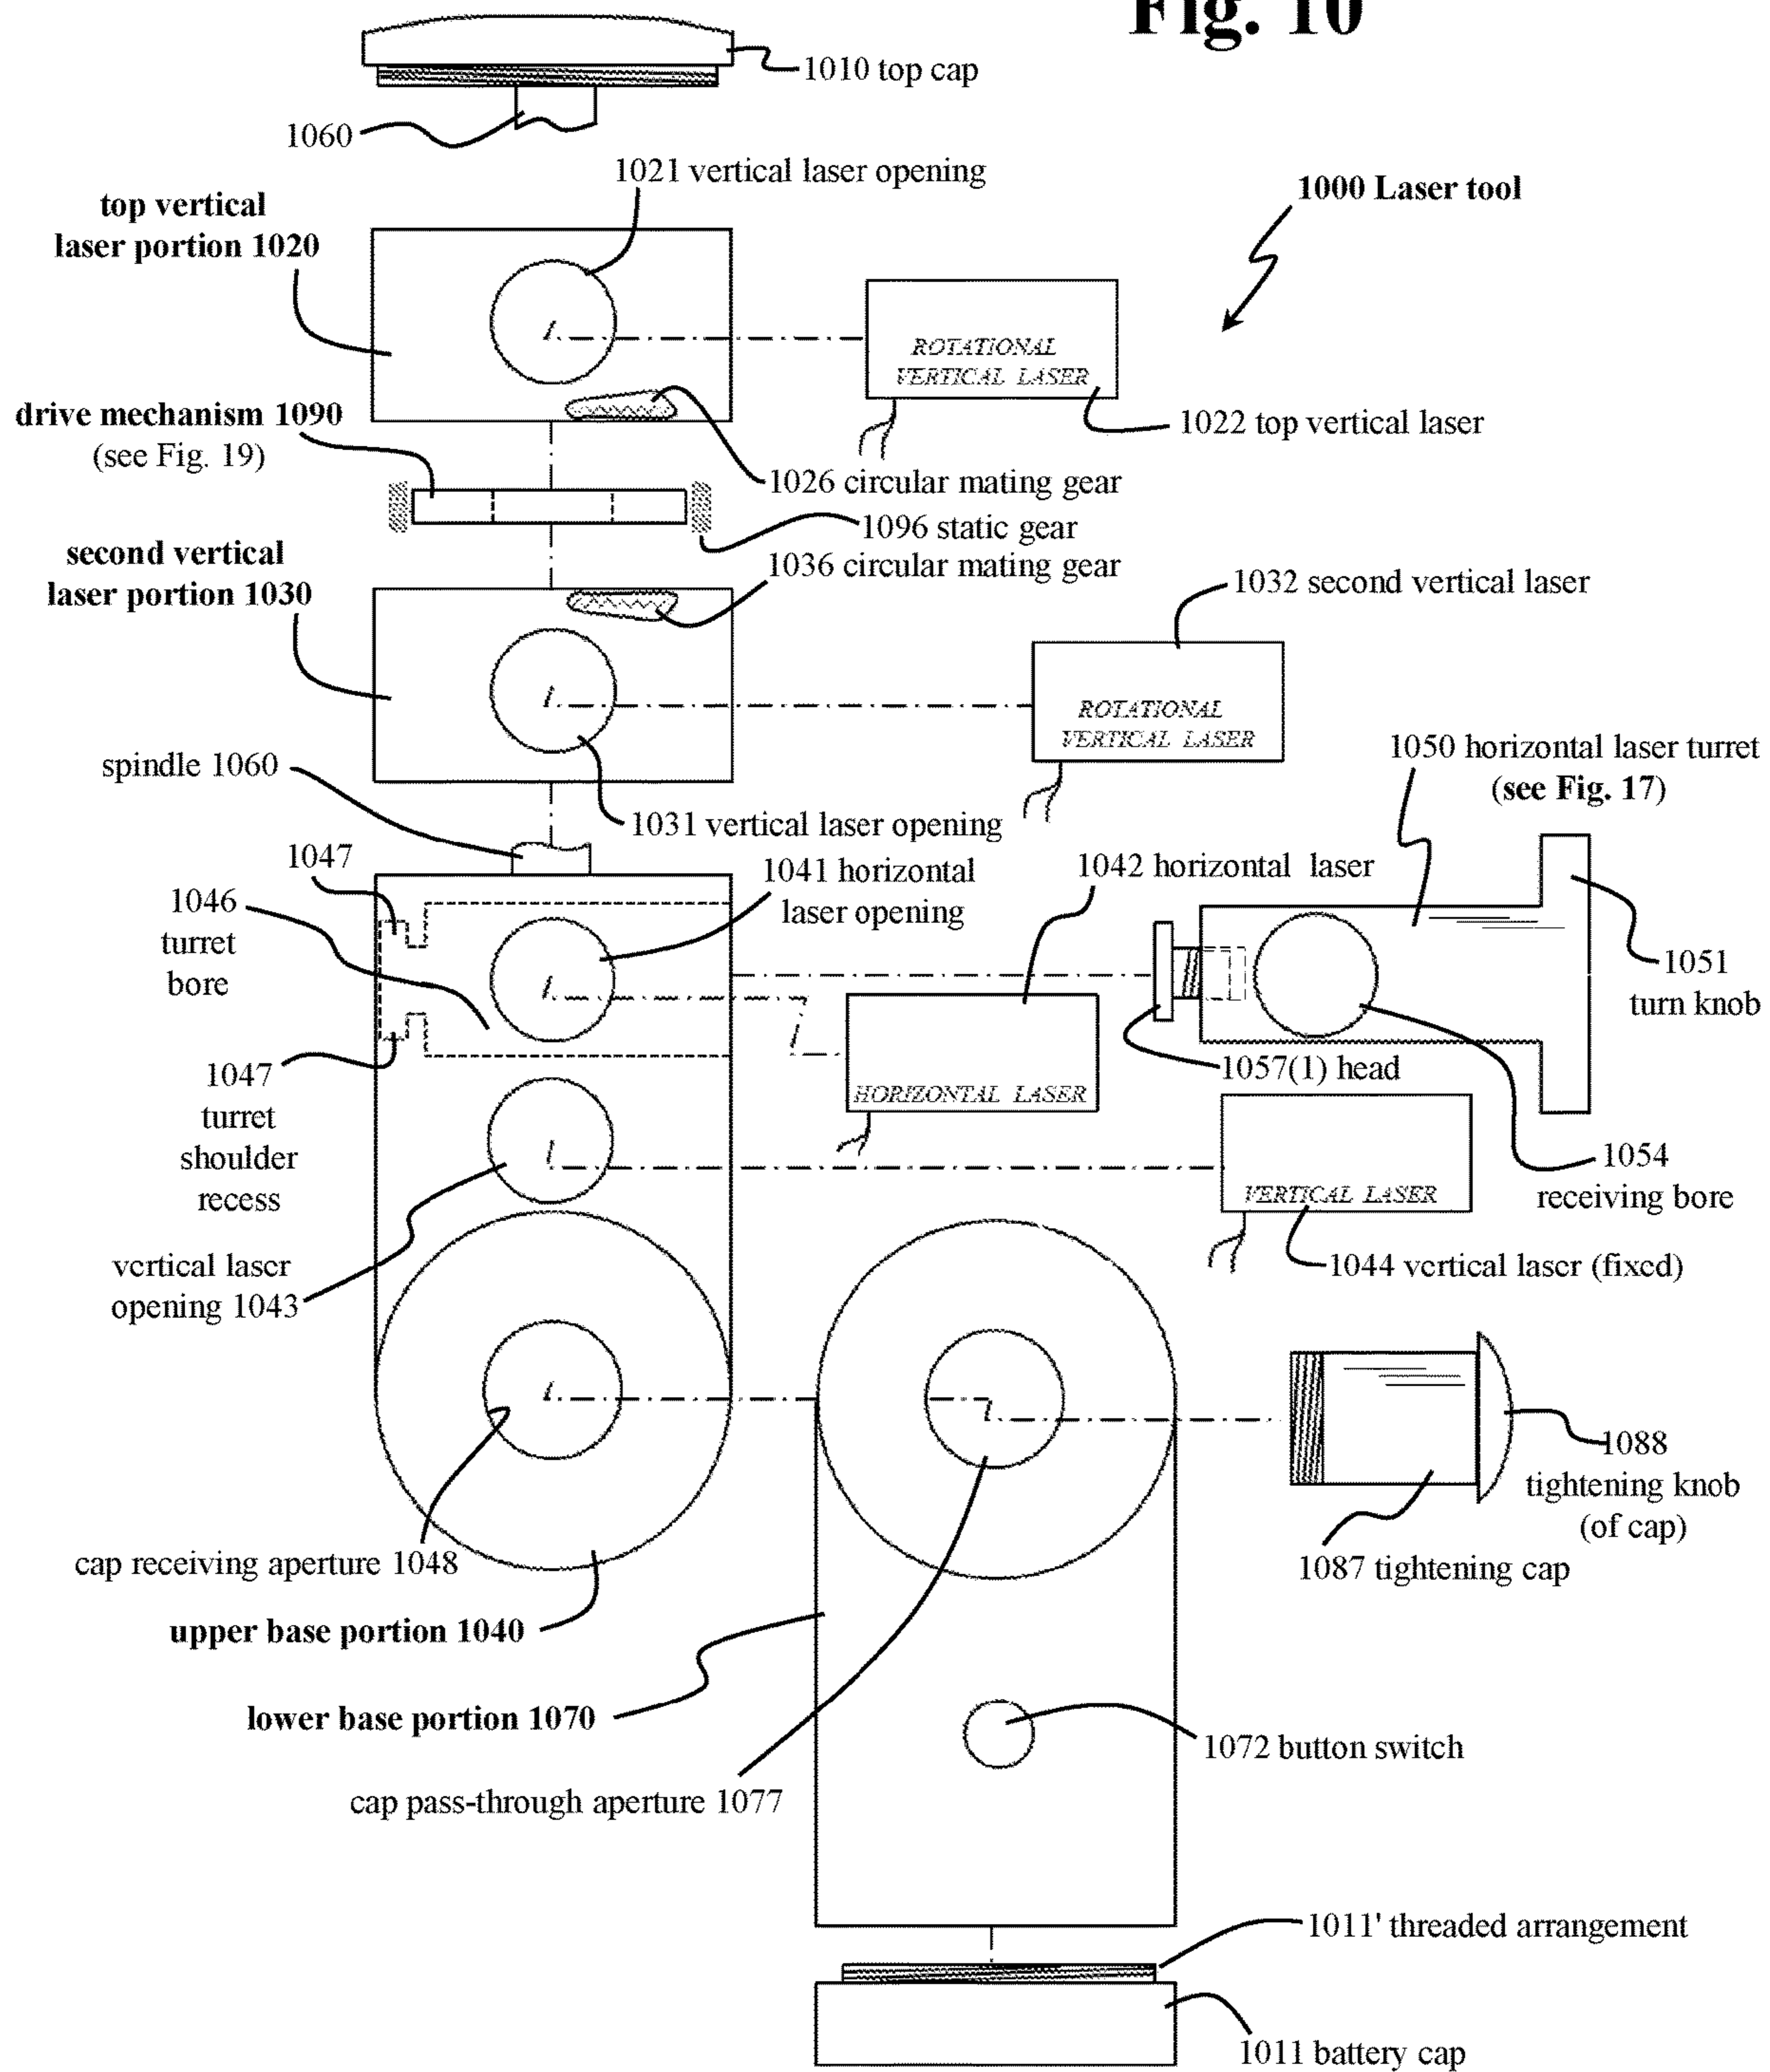 Fig. 10
1010 top cap
1060
1021 vertical laser opening
1000 Laser tool
top vertical
laser portion 1020
ROTATIONAL
VERTICAL LASER
1022 top vertical laser
drive mechanism 1090
(see Fig. 19)
1026 circular mating gear
1096 static gear
1036 circular mating gear
second vertical
laser portion 1030
1032 second vertical laser
ROTATIONAL
VERTICAL LASER
1050 horizontal laser turret
(see Fig. 17)
spindle 1060
1031 vertical laser opening
1047
1041 horizontal
laser opening
1042 horizontal laser
1046
turret
bore
1051
turn knob
1057(1) head
HORIZONTAL LASER
1047
turret
shoulder
recess
1054
receiving bore
VERTICAL LASER
vertical laser
opening 1043
1044 vertical laser (fixed)
1088
tightening knob
(of cap)
1087 tightening cap
cap receiving aperture 1048
upper base portion 1040
lower base portion 1070
1072 button switch
cap pass-through aperture 1077
1011' threaded arrangement
1011 battery cap